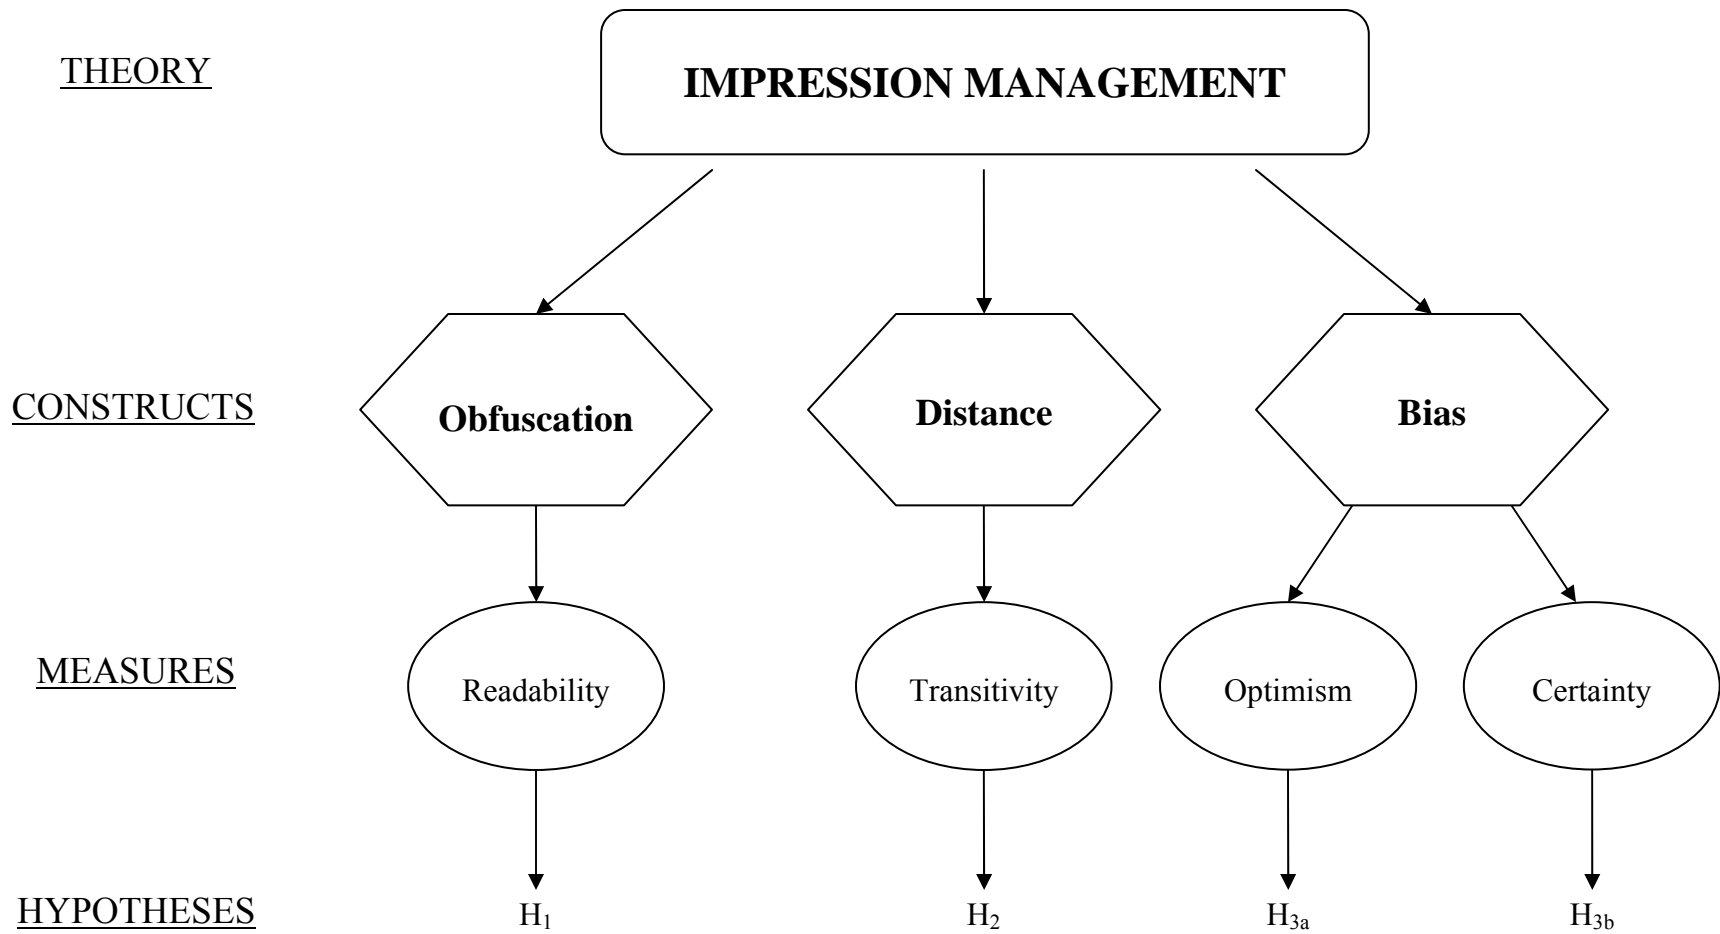 THEORY
IMPRESSION MANAGEMENT
CONSTRUCTS
Obfuscation
Distance
Bias
MEASURES
Readability
Transitivity
Optimism
Certainty
HYPOTHESES
H1
H2
H3a
H3b